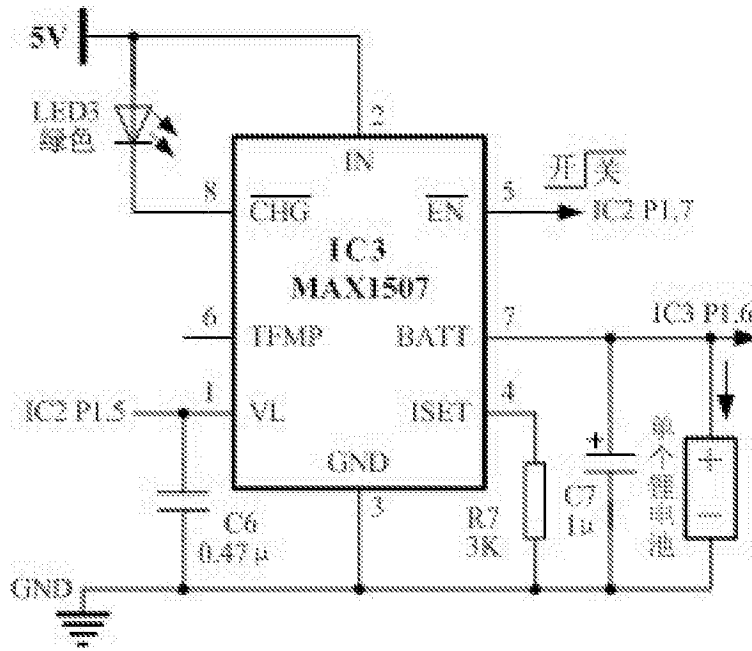 5V
LED3
绿色
2
IN
8
CHG
EN
5
开 关
IC2 P1.7
IC3
MAX1507
6
TEMP
BATT
7
IC3 P1.6
IC2 P1.5
1
VL
ISET
4
GND
3
C6
0.47μ
R7
3K
C7
1μ
+
单个锂电池
+
−
GND